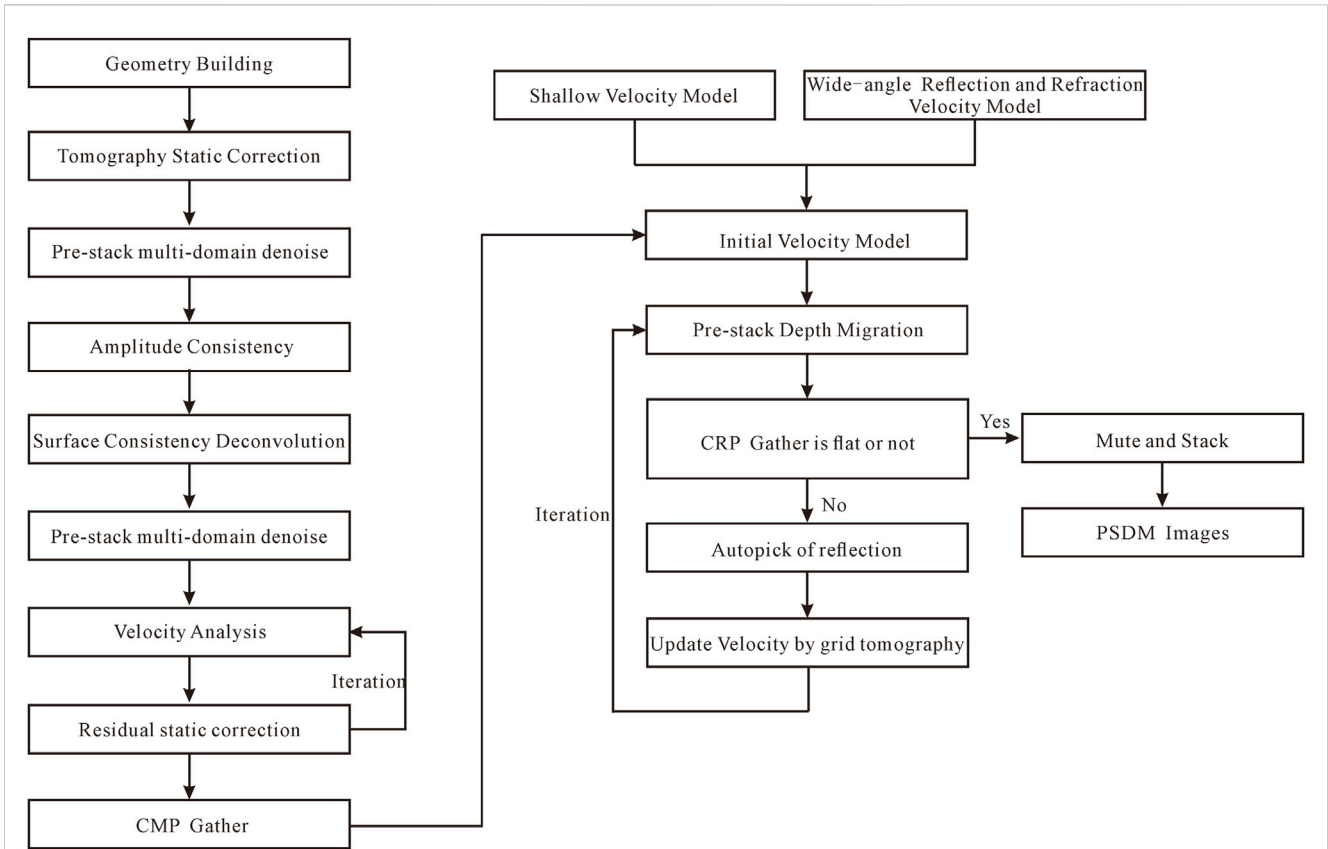 Geometry Building
Tomography Static Correction
Pre-stack multi-domain denoise
Amplitude Consistency
Surface Consistency Deconvolution
Pre-stack multi-domain denoise
Velocity Analysis
Iteration
Residual static correction
CMP Gather
Shallow Velocity Model
Wide-angle Reflection and Refraction
Velocity Model
Initial Velocity Model
Pre-stack Depth Migration
CRP Gather is flat or not
Yes
Mute and Stack
PSDM Images
No
Iteration
Autopick of reflection
Update Velocity by grid tomography